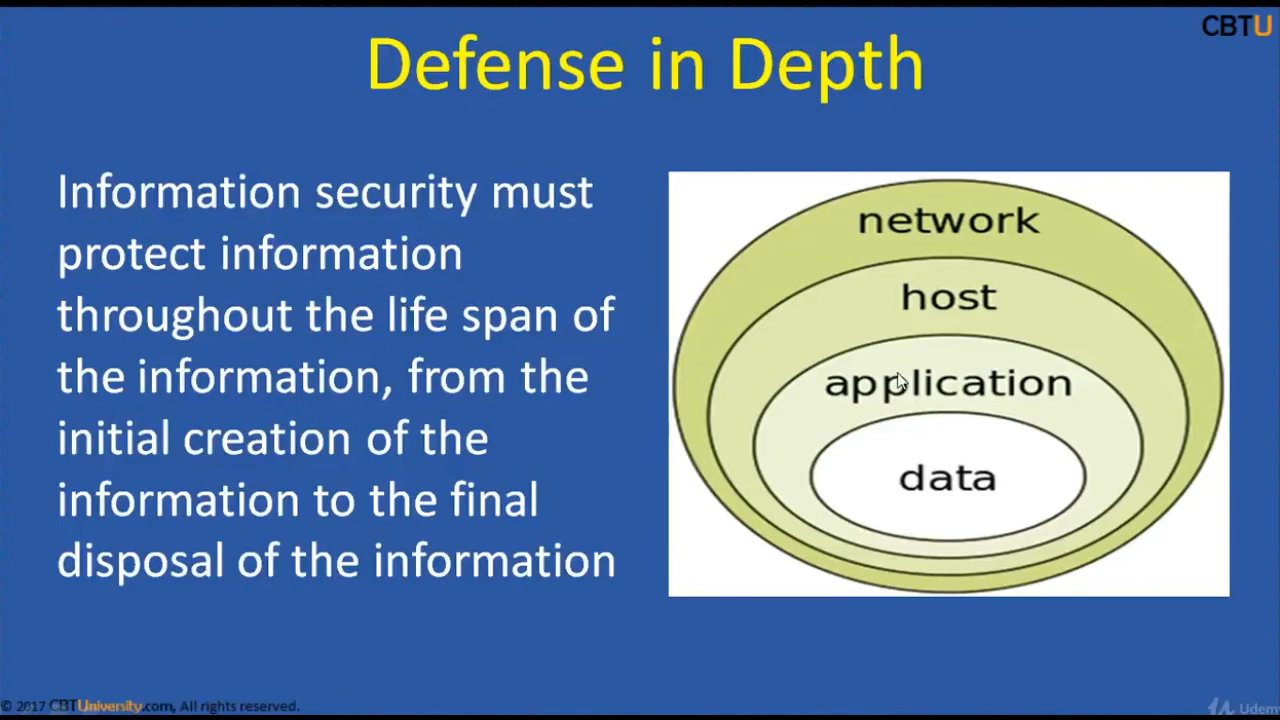 CBTU
Defense in Depth
Information security must
protect information
throughout the life span of
the information, from the
initial creation of the
information to the final
disposal of the information
network
host
application
data
© 2017 CBTUniversity.com, All rights reserved.
Udemy